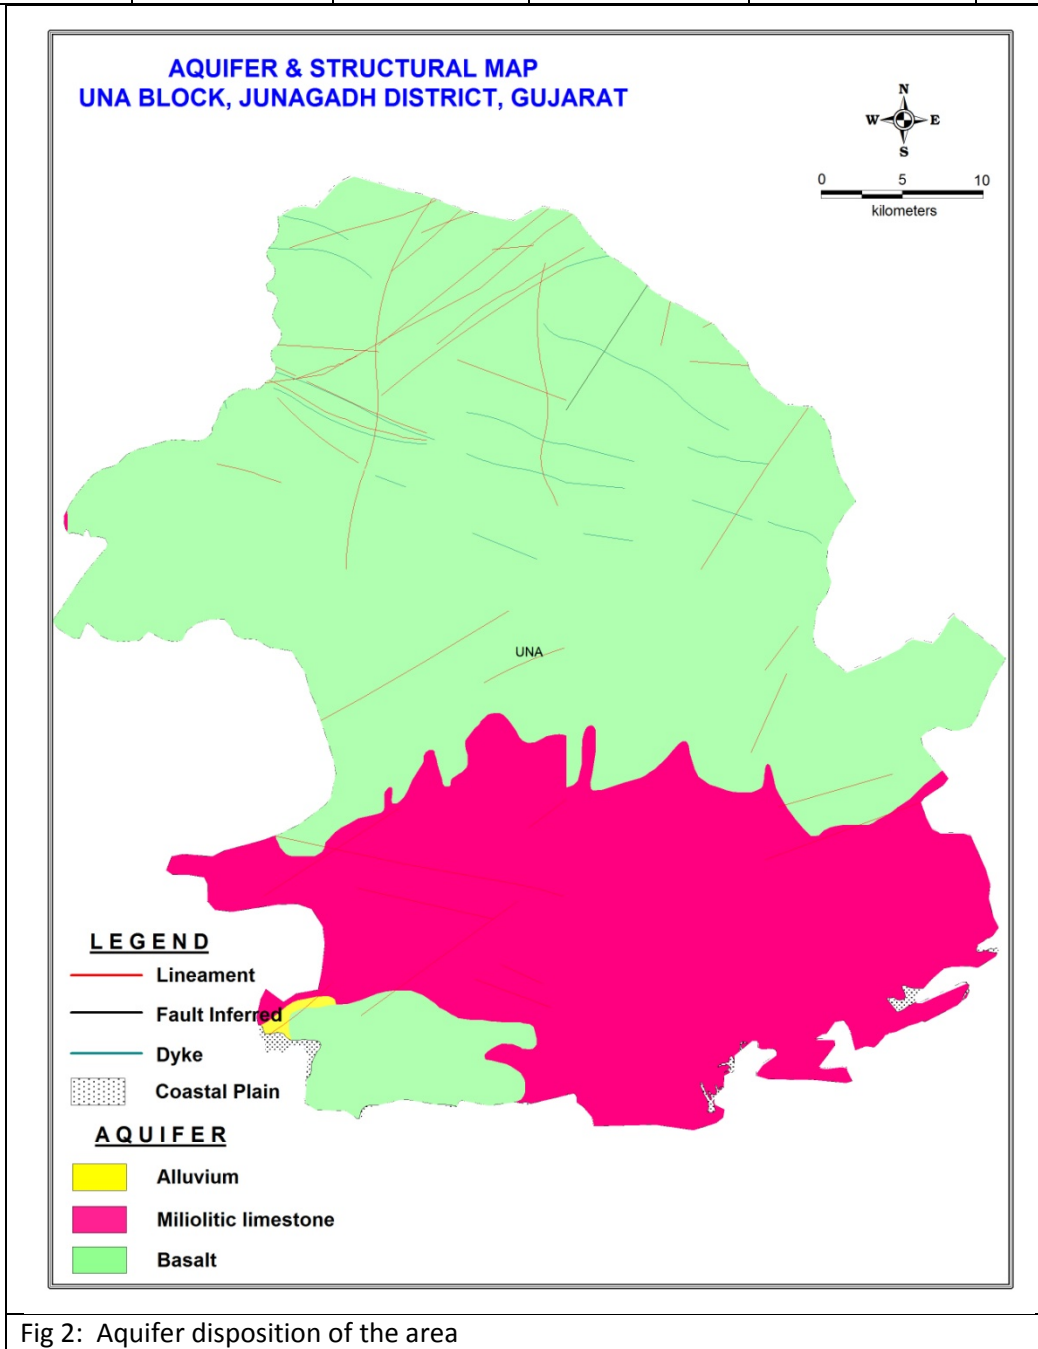 AQUIFER & STRUCTURAL MAP
UNA BLOCK, JUNAGADH DISTRICT, GUJARAT
N
W E
S
0 5 10
kilometers
UNA
LEGEND
Lineament
Fault Inferred
Dyke
Coastal Plain
AQUIFER
Alluvium
Miliolitic limestone
Basalt
Fig 2: Aquifer disposition of the area